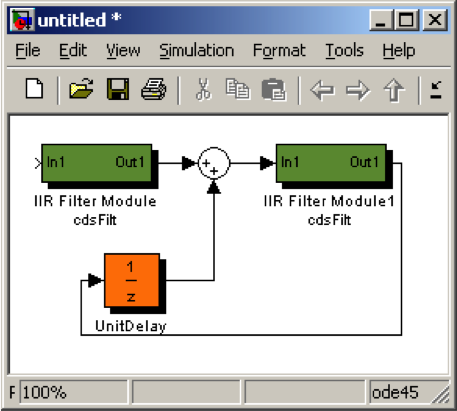 untitled *
File Edit View Simulation Format Tools Help
In1 Out1 + In1 Out1
+
IIR Filter Module IIR Filter Module1
cdsFilt cdsFilt
1
z
UnitDelay
F 100% ode45